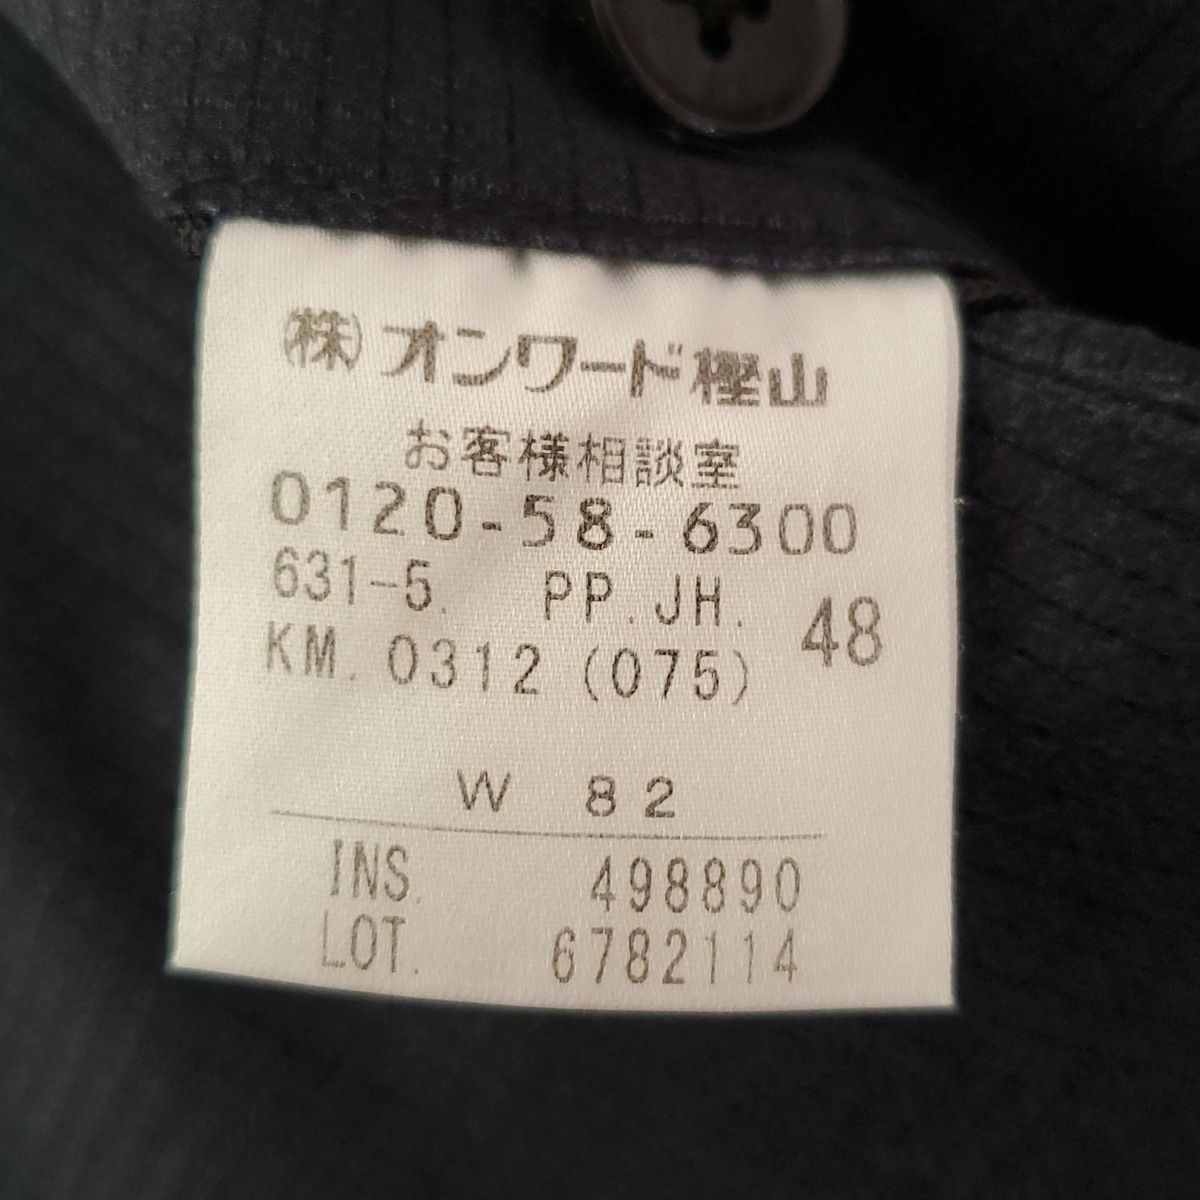 (株)オンワード樫山
お客様相談室
0120-58-6300
631-5. PP.JH. 48
KM. 0312 (075)
W 82
INS. 498890
LOT. 6782114